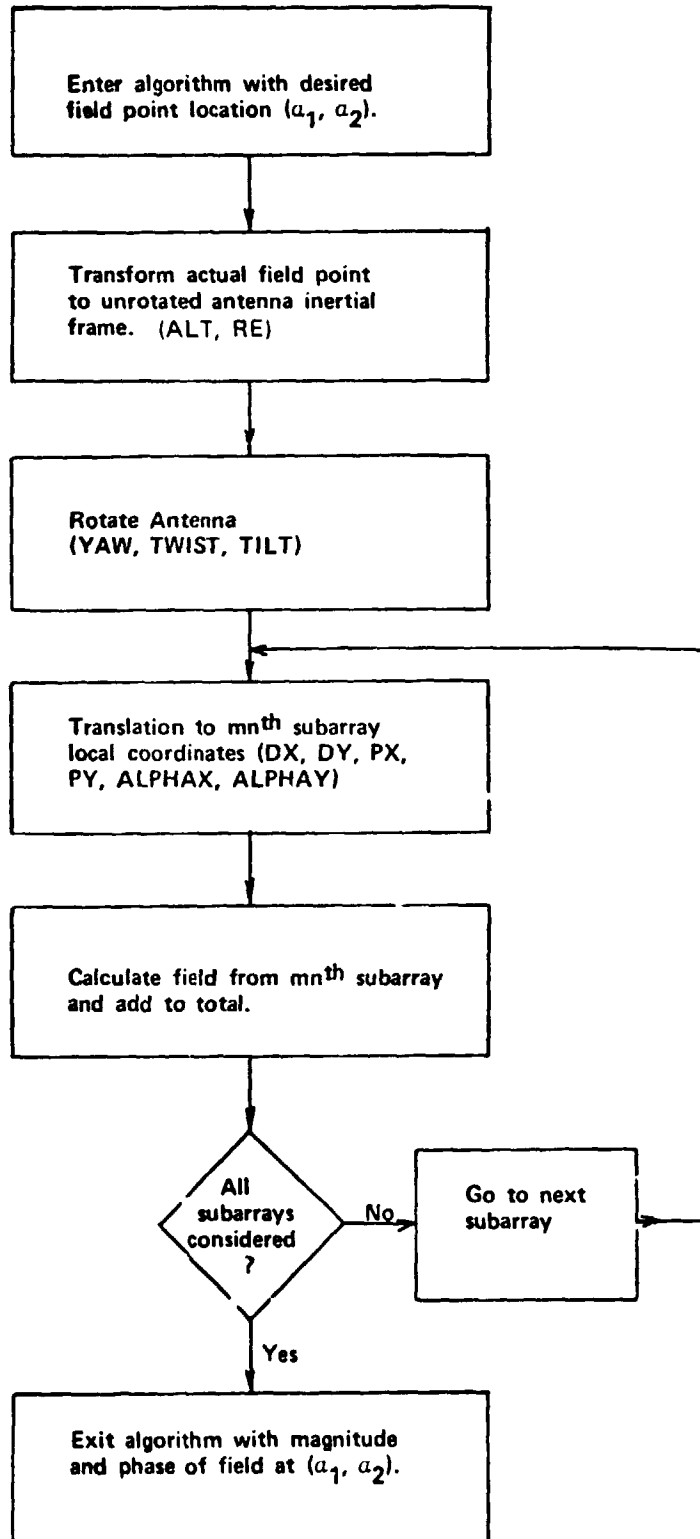 Enter algorithm with desired
field point location (a₁, a₂).
Transform actual field point
to unrotated antenna inertial
frame. (ALT, RE)
Rotate Antenna
(YAW, TWIST, TILT)
Translation to mnᵗʰ subarray
local coordinates (DX, DY, PX,
PY, ALPHAX, ALPHAY)
Calculate field from mnᵗʰ subarray
and add to total.
All
subarrays
considered
?
No
Go to next
subarray
Yes
Exit algorithm with magnitude
and phase of field at (a₁, a₂).